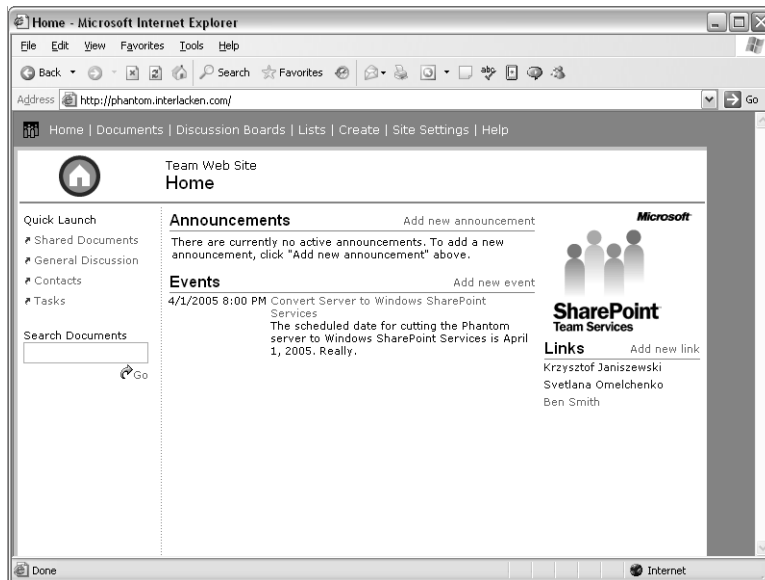 Home - Microsoft Internet Explorer
File Edit View Favorites Tools Help
Back Search Favorites
Address http://phantom.interlacken.com/ Go
Home | Documents | Discussion Boards | Lists | Create | Site Settings | Help
Team Web Site
Home
Quick Launch
Shared Documents
General Discussion
Contacts
Tasks
Search Documents
Go
Announcements Add new announcement
There are currently no active announcements. To add a new
announcement, click "Add new announcement" above.
Events Add new event
4/1/2005 8:00 PM Convert Server to Windows SharePoint
Services
The scheduled date for cutting the Phantom
server to Windows SharePoint Services is April
1, 2005. Really.
Microsoft
SharePoint
Team Services
Links Add new link
Krzysztof Janiszewski
Svetlana Omelchenko
Ben Smith
Done Internet